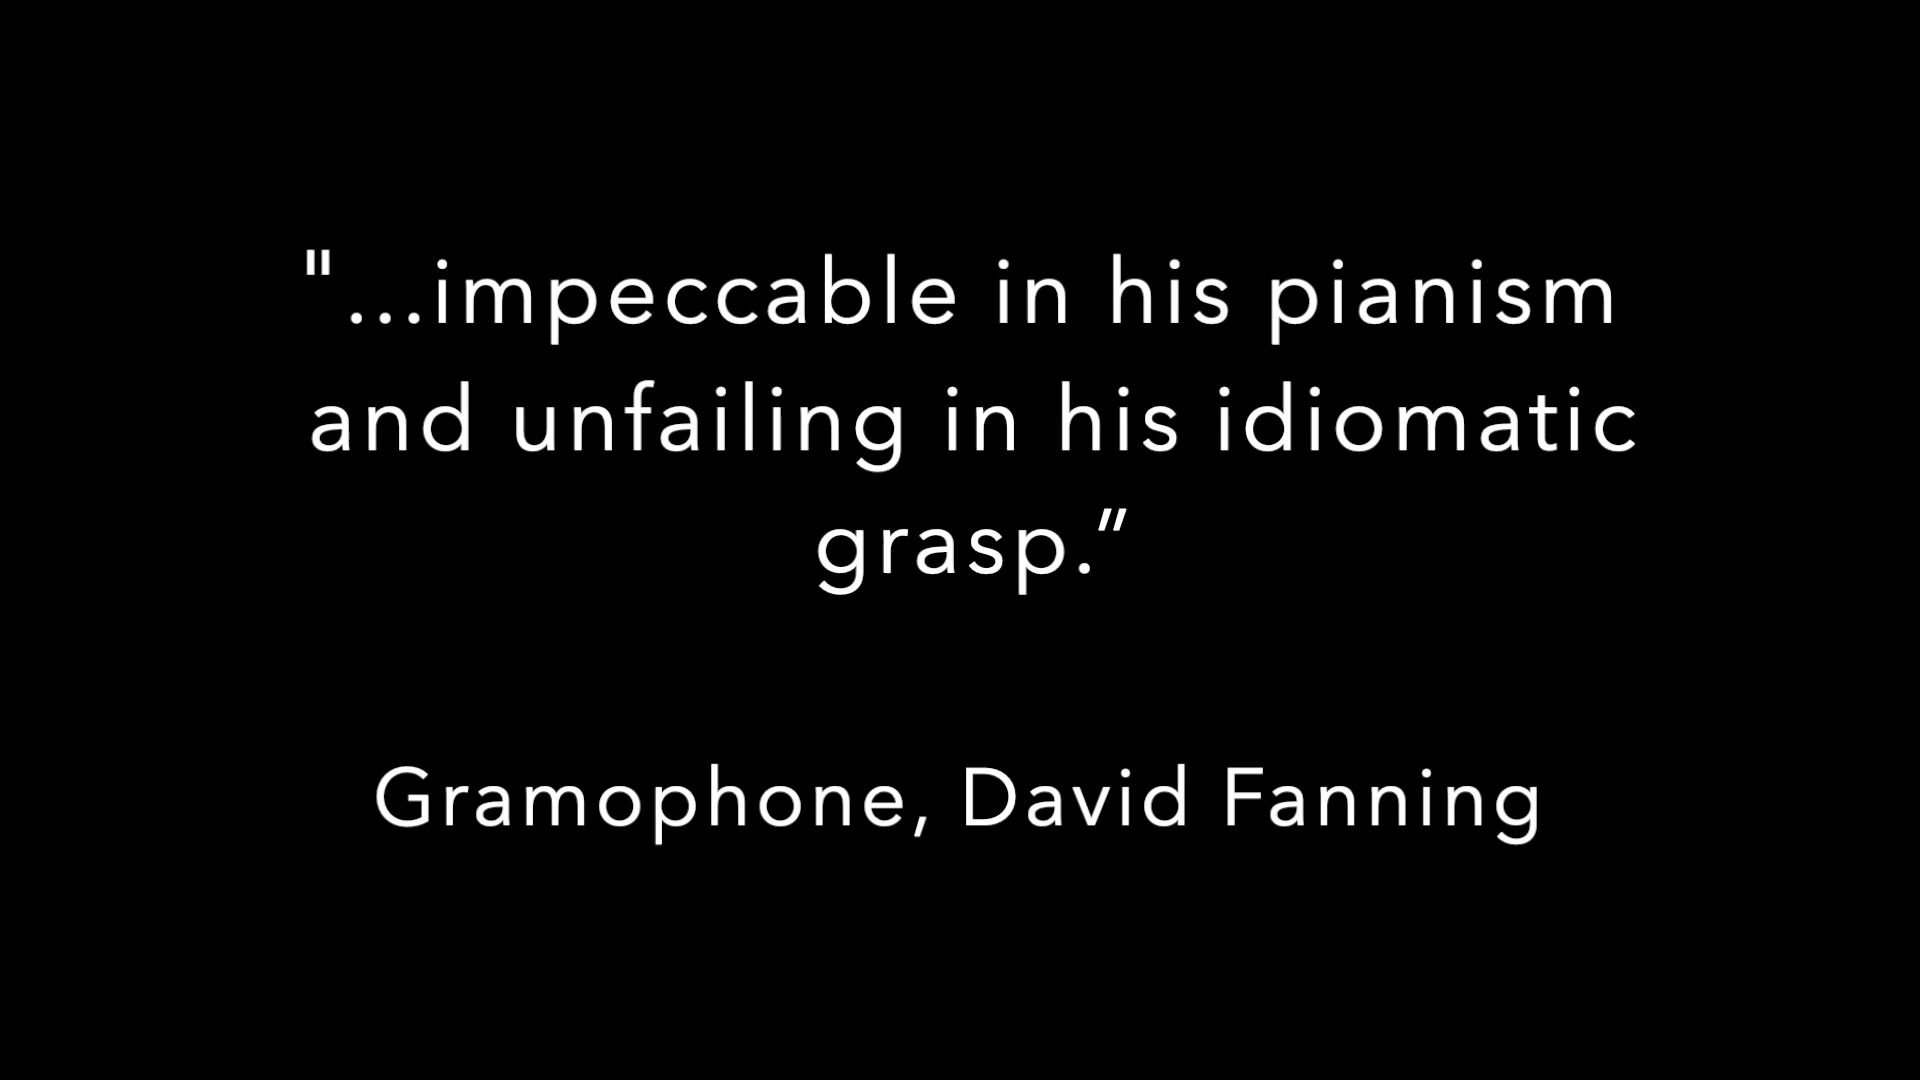 "...impeccable in his pianism
and unfailing in his idiomatic
grasp.”
Gramophone, David Fanning